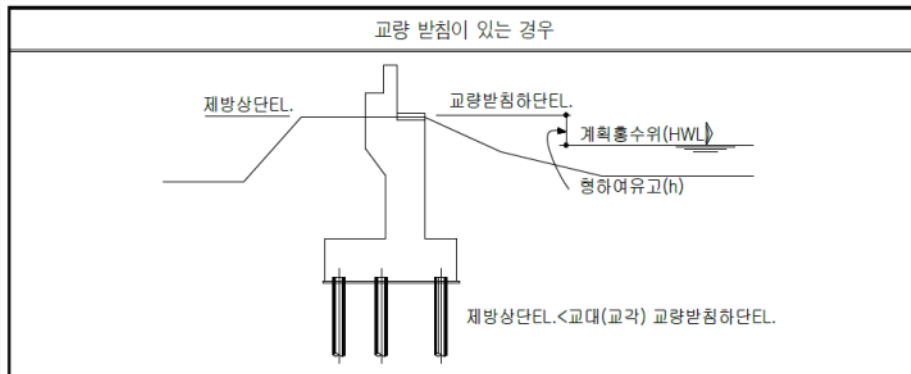 교량 받침이 있는 경우
제방상단EL.
교량받침하단EL.
계획홍수위(HWL)
형하여유고(h)
제방상단EL.<교대(교각) 교량받침하단EL.